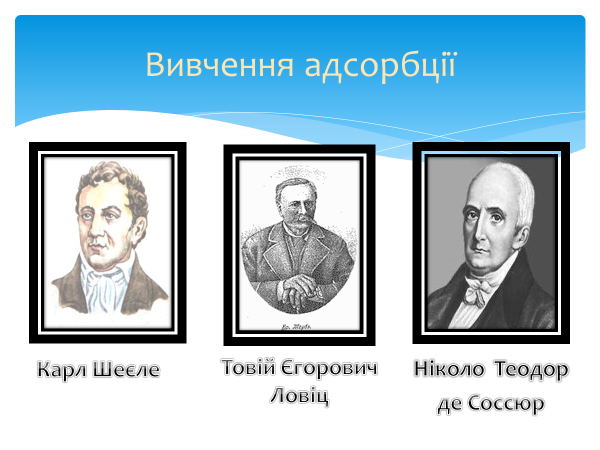 Вивчення адсорбції
Карл Шеєле
Товій Єгорович
Ловіц
Ніколо Теодор
де Соссюр